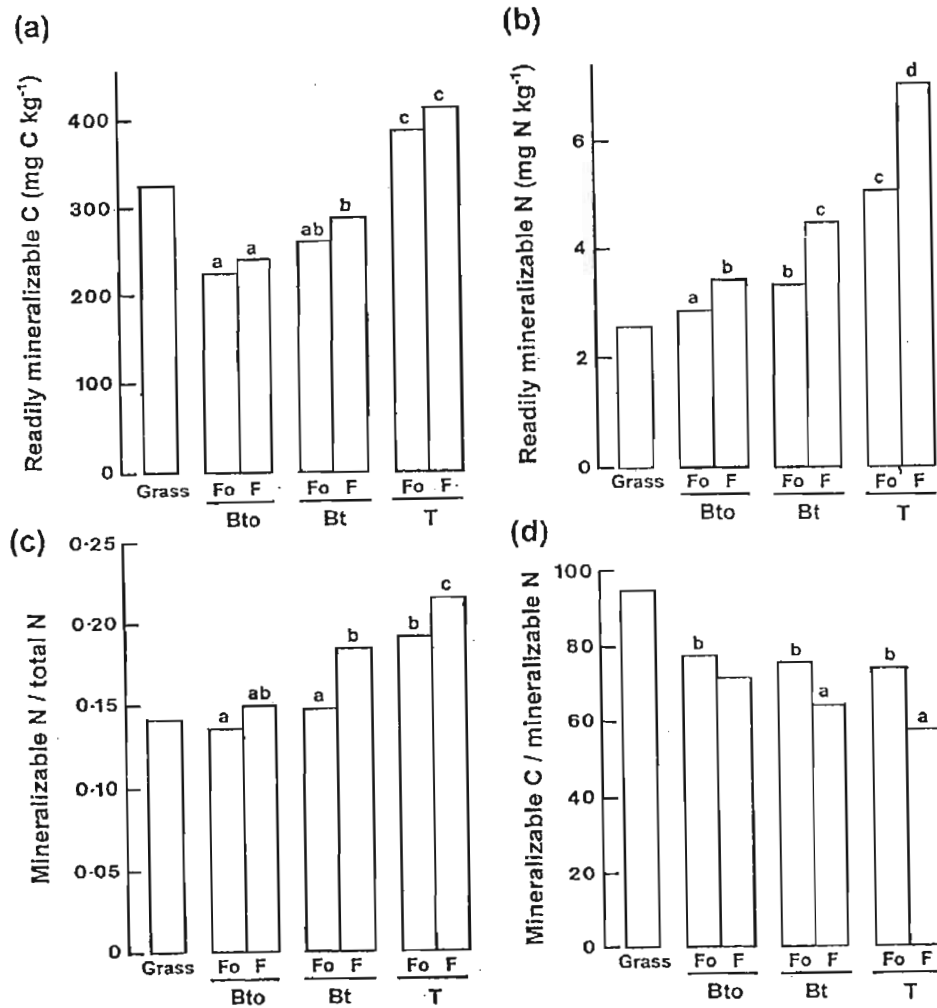 (a)
Readily mineralizable C (mg C kg⁻¹)
400
300
200
100
0
a
a
ab
b
c
c
Grass
Fo F
Fo F
Fo F
Bto
Bt
T
(b)
Readily mineralizable N (mg N kg⁻¹)
6
4
2
0
a
b
b
c
c
d
Grass
Fo F
Fo F
Fo F
Bto
Bt
T
(c)
Mineralizable N / total N
0·25
0·20
0·15
0·10
0·05
0
a
ab
a
b
b
c
Grass
Fo F
Fo F
Fo F
Bto
Bt
T
(d)
Mineralizable C / mineralizable N
100
80
60
40
20
0
b
b
a
b
a
Grass
Fo F
Fo F
Fo F
Bto
Bt
T